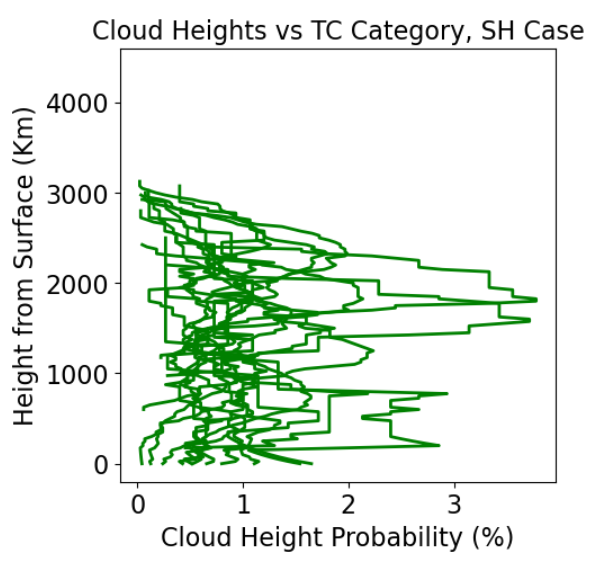 Cloud Heights vs TC Category, SH Case
Height from Surface (Km)
4000
3000
2000
1000
0
0 1 2 3
Cloud Height Probability (%)